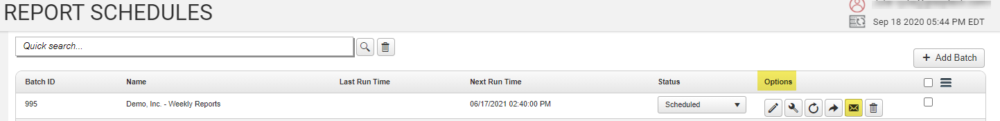 REPORT SCHEDULES
Sep 18 2020 05:44 PM EDT
Quick search...
+ Add Batch
Batch ID Name Last Run Time Next Run Time Status Options
995 Demo, Inc. - Weekly Reports 06/17/2021 02:40:00 PM Scheduled